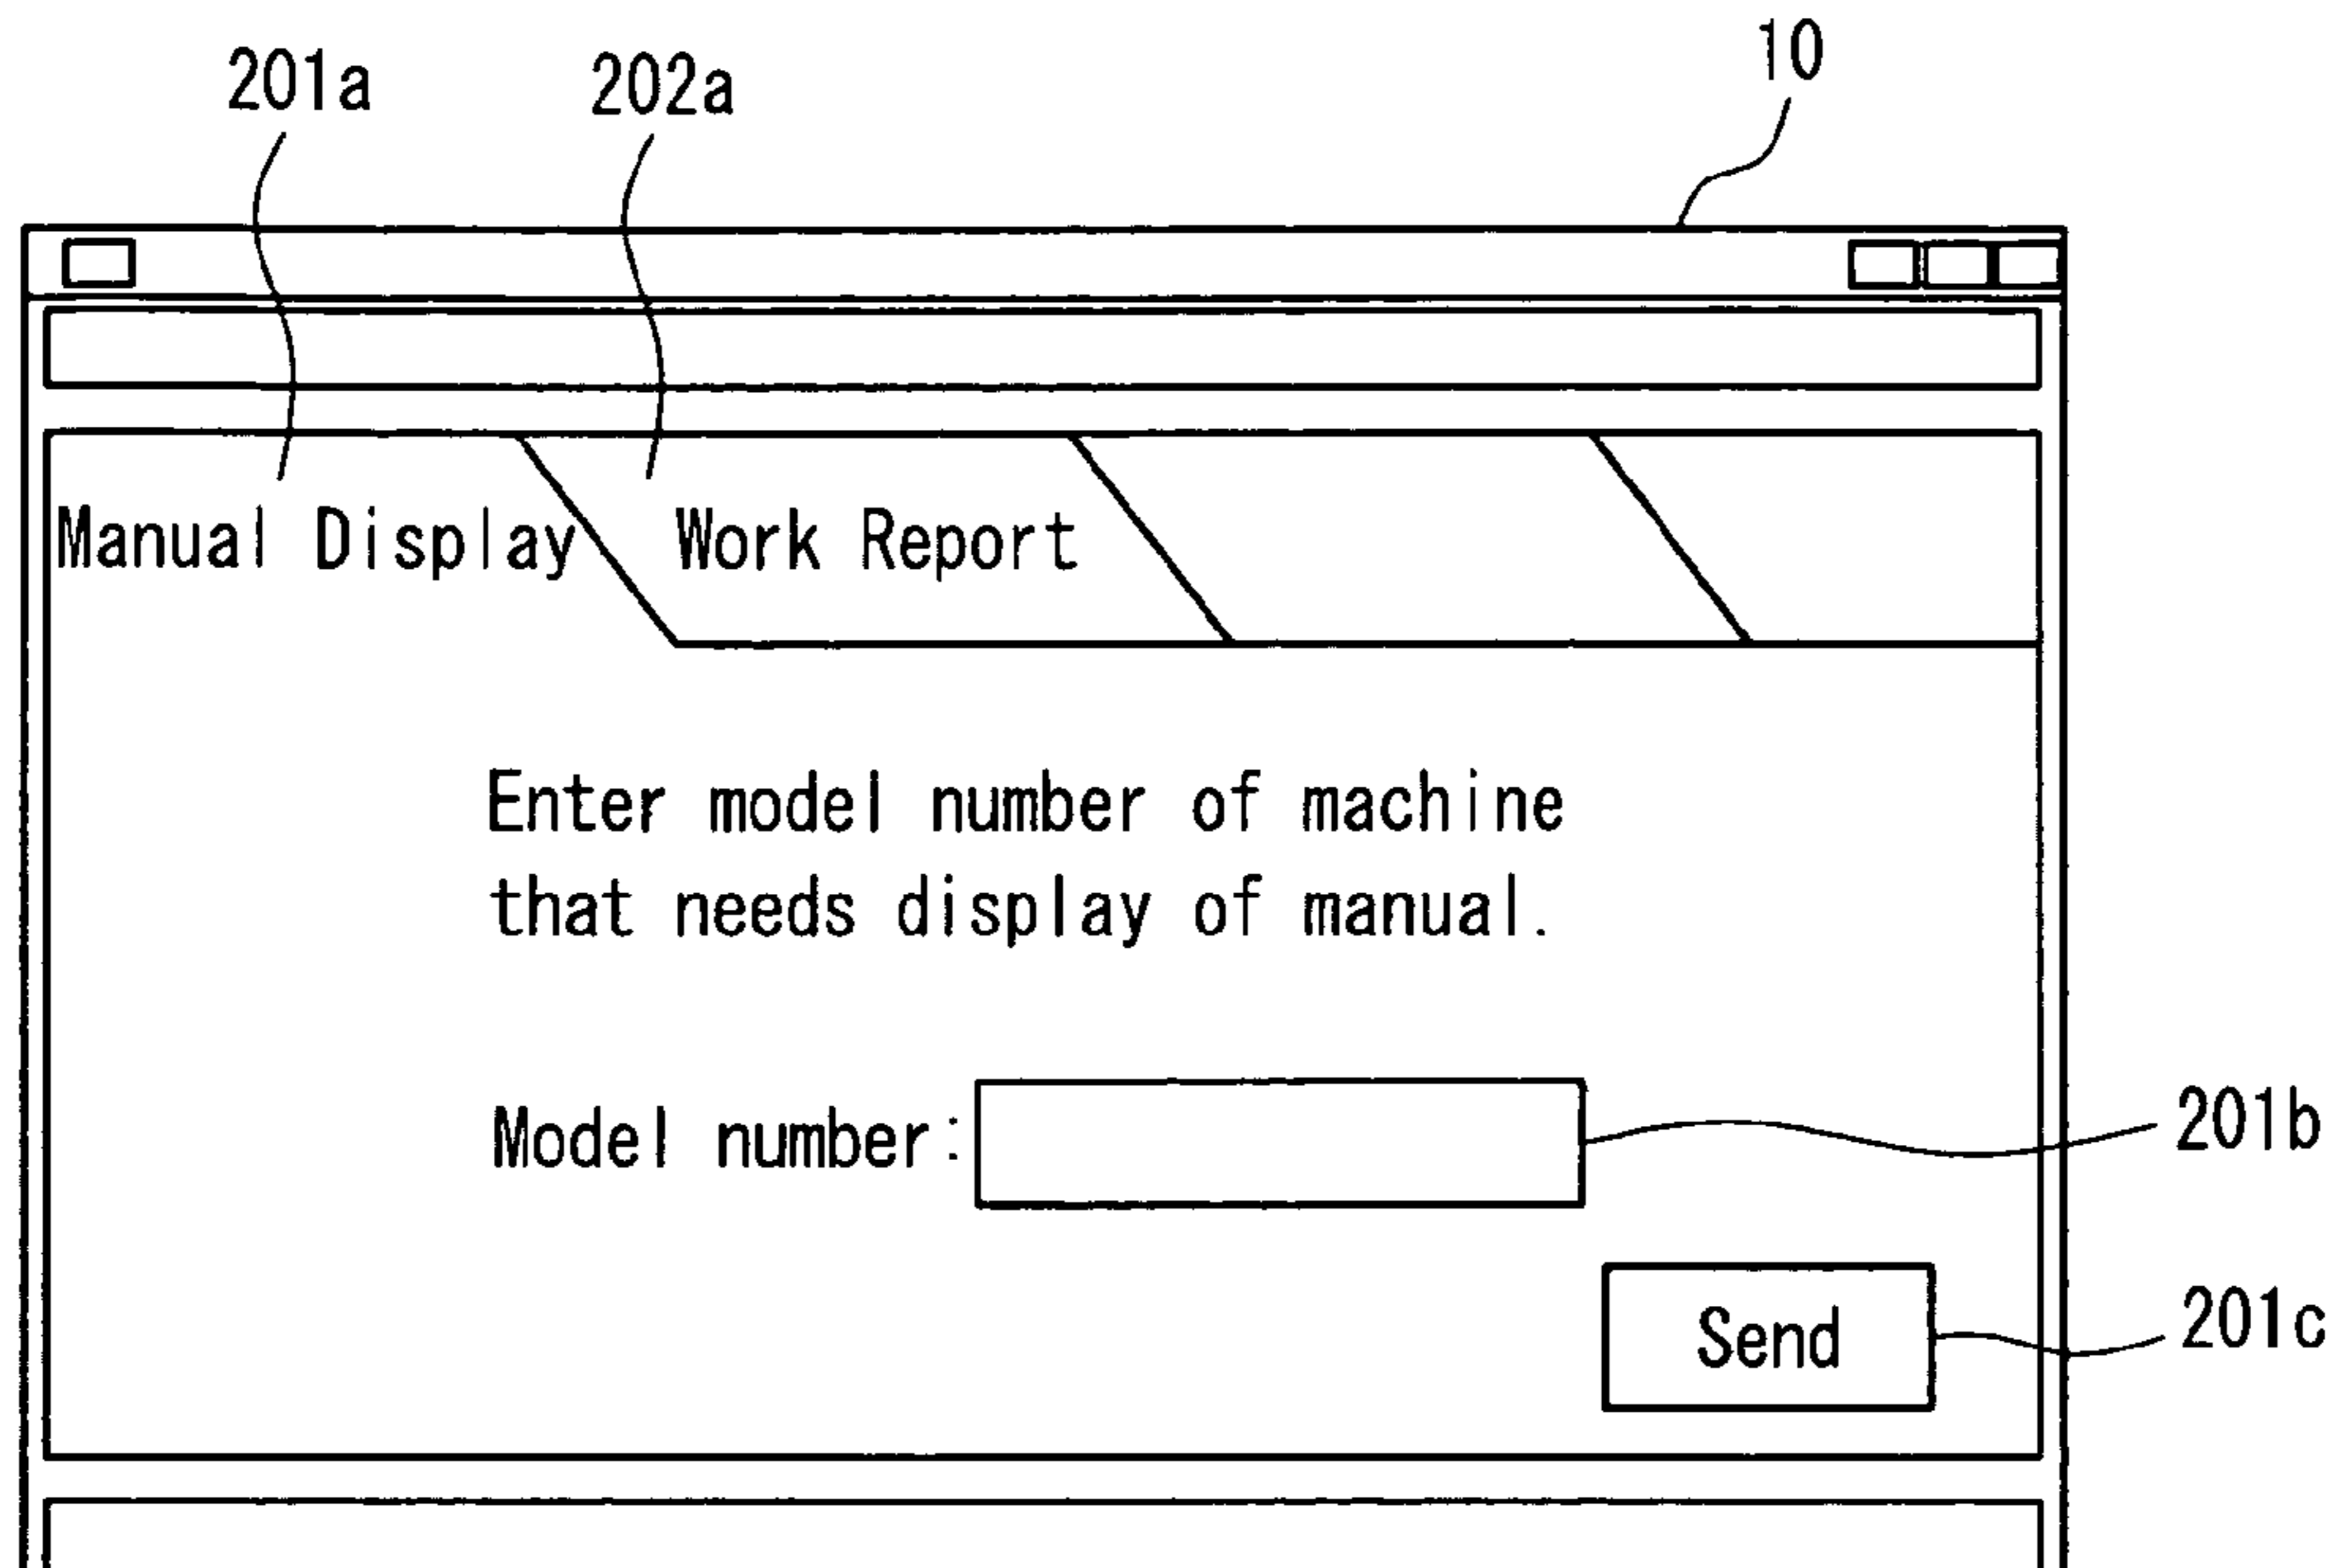 10
201a 202a
Manual Display Work Report
Enter model number of machine
that needs display of manual.
Model number:
201b
Send
201c